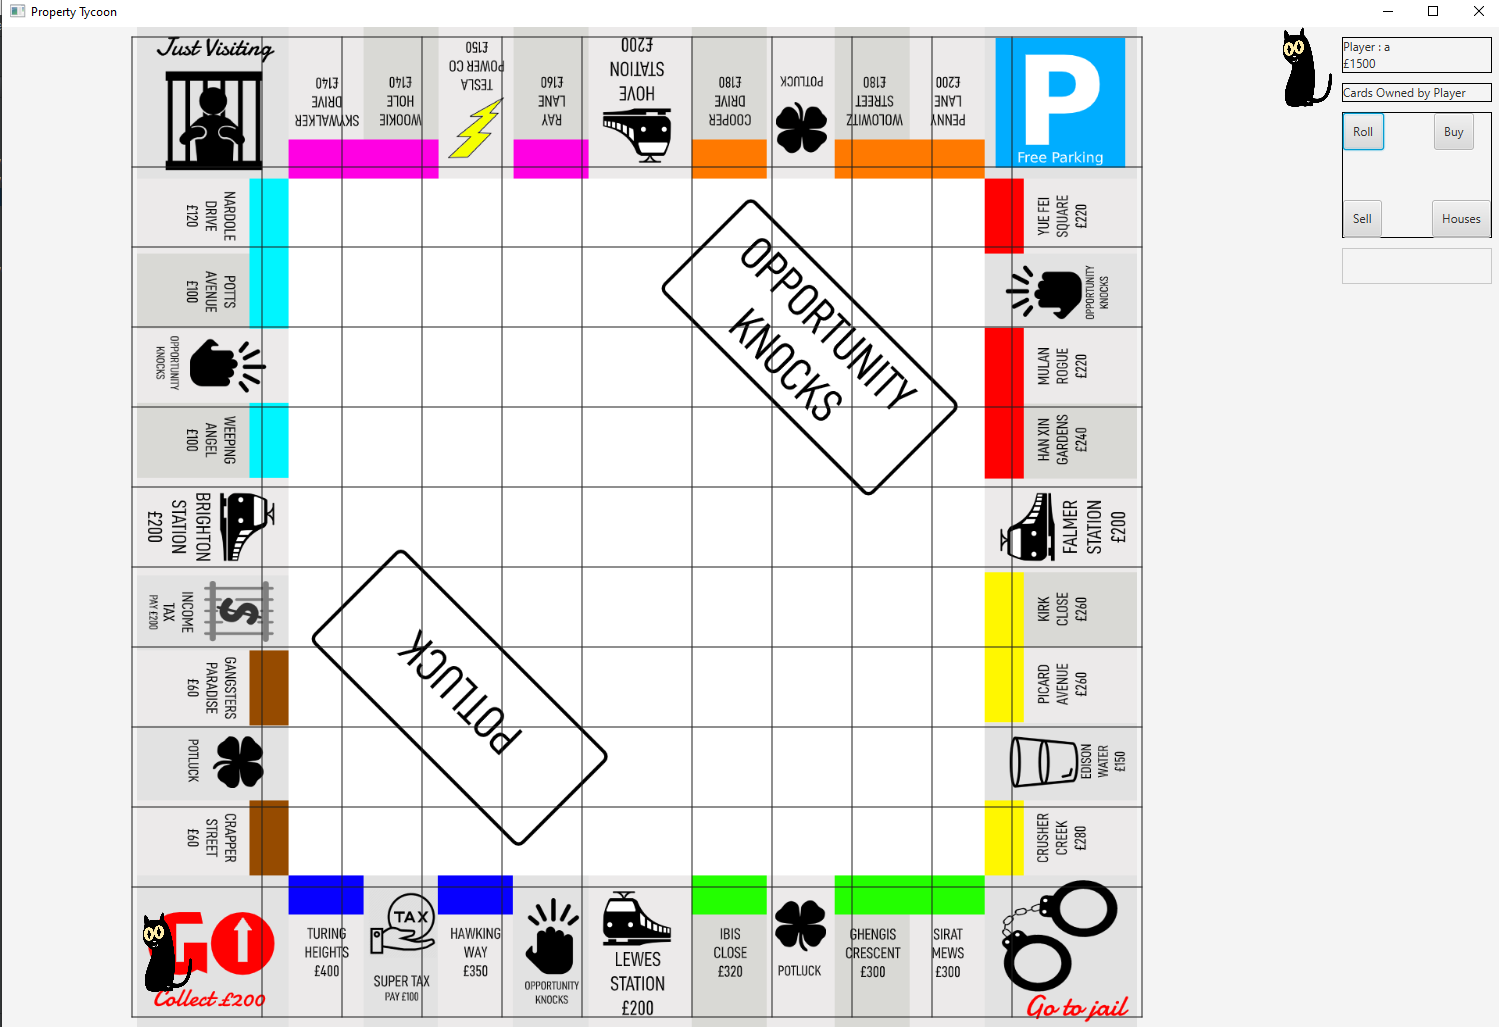 Property Tycoon
Just Visiting
SKYWALKER
DRIVE
£140
WOOKIE
HOLE
£140
TESLA
POWER CO
£150
RAY
LANE
£160
HOVE
STATION
£200
COOPER
DRIVE
£180
POTLUCK
WOLOWITZ
STREET
£180
PENNY
LANE
£200
P
Free Parking
Player : a
£1500
Cards Owned by Player
Roll
Buy
Sell
Houses
NARDOLE
DRIVE
£120
POTTS
AVENUE
£100
OPPORTUNITY
KNOCKS
WEEPING
ANGEL
£100
BRIGHTON
STATION
£200
INCOME
TAX
PAY £200
GANGSTERS
PARADISE
£60
POTLUCK
CRAPPER
STREET
£60
OPPORTUNITY
KNOCKS
POTLUCK
YUE FEI
SQUARE
£220
OPPORTUNITY
KNOCKS
MULAN
ROGUE
£220
HAN XIN
GARDENS
£240
FALMER
STATION
£200
KIRK
CLOSE
£260
PICARD
AVENUE
£260
EDISON
WATER
£150
CRUSHER
CREEK
£280
GO
Collect £200
TURING
HEIGHTS
£400
TAX
SUPER TAX
PAY £100
HAWKING
WAY
£350
OPPORTUNITY
KNOCKS
LEWES
STATION
£200
IBIS
CLOSE
£320
POTLUCK
GHENGIS
CRESCENT
£300
SIRAT
MEWS
£300
Go to jail